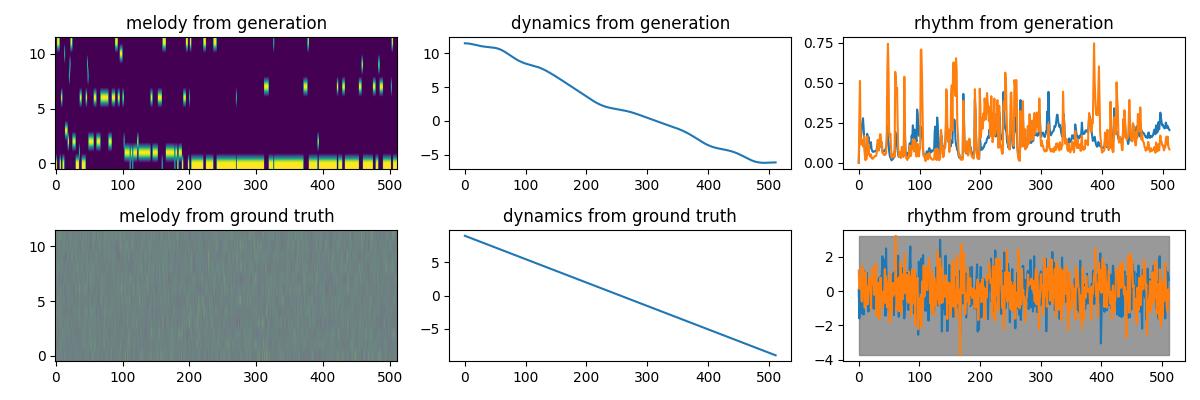 melody from generation
10
5
0
0 100 200 300 400 500
dynamics from generation
10
5
0
−5
0 100 200 300 400 500
rhythm from generation
0.75
0.50
0.25
0.00
0 100 200 300 400 500
melody from ground truth
10
5
0
0 100 200 300 400 500
dynamics from ground truth
5
0
−5
0 100 200 300 400 500
rhythm from ground truth
2
0
−2
−4
0 100 200 300 400 500